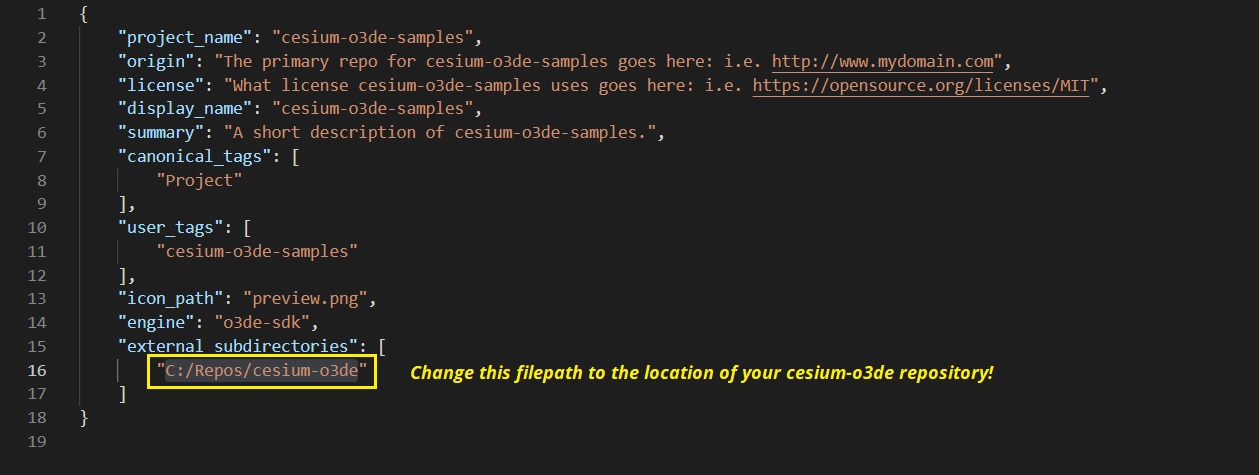 1 {
2 "project_name": "cesium-o3de-samples",
3 "origin": "The primary repo for cesium-o3de-samples goes here: i.e. http://www.mydomain.com",
4 "license": "What license cesium-o3de-samples uses goes here: i.e. https://opensource.org/licenses/MIT",
5 "display_name": "cesium-o3de-samples",
6 "summary": "A short description of cesium-o3de-samples.",
7 "canonical_tags": [
8 "Project"
9 ],
10 "user_tags": [
11 "cesium-o3de-samples"
12 ],
13 "icon_path": "preview.png",
14 "engine": "o3de-sdk",
15 "external_subdirectories": [
16 "C:/Repos/cesium-o3de" Change this filepath to the location of your cesium-o3de repository!
17 ]
18 }
19